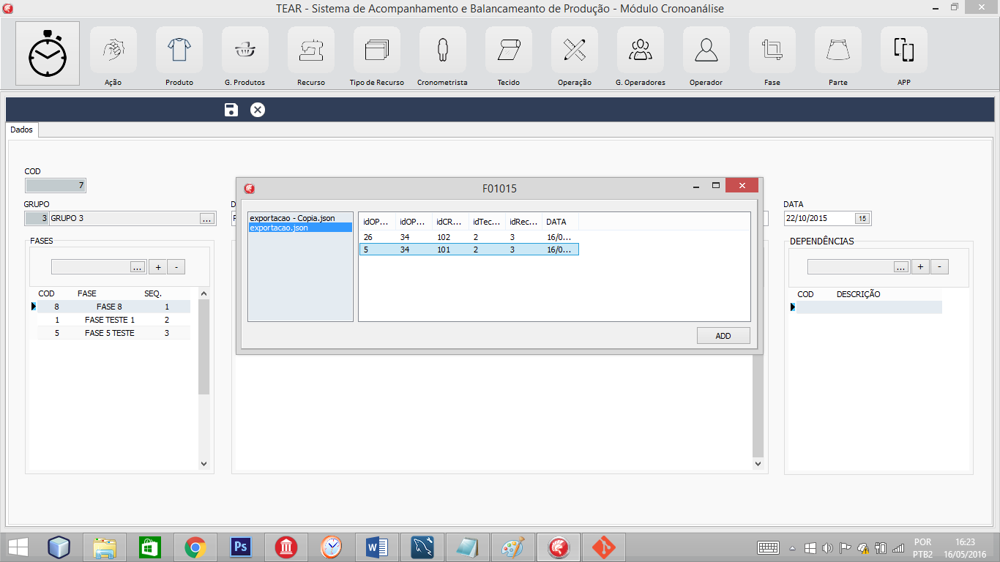 TEAR - Sistema de Acompanhamento e Balancameanto de Produção - Módulo Cronoanálise
Ação
Produto
G. Produtos
Recurso
Tipo de Recurso
Cronometrista
Tecido
Operação
G. Operadores
Operador
Fase
Parte
APP
Dados
COD
7
GRUPO
3 GRUPO 3 ...
DATA
22/10/2015 15
F01015
exportacao - Copia.json
exportacao.json
idOP... idOP... idCR... idTec... idRec... DATA
26 34 102 2 3 16/0...
5 34 101 2 3 16/0...
ADD
FASES
... + -
COD FASE SEQ.
8 FASE 8 1
1 FASE TESTE 1 2
5 FASE 5 TESTE 3
DEPENDÊNCIAS
... + -
COD DESCRIÇÃO
Ps
W
POR
PTB2
16:23
16/05/2016